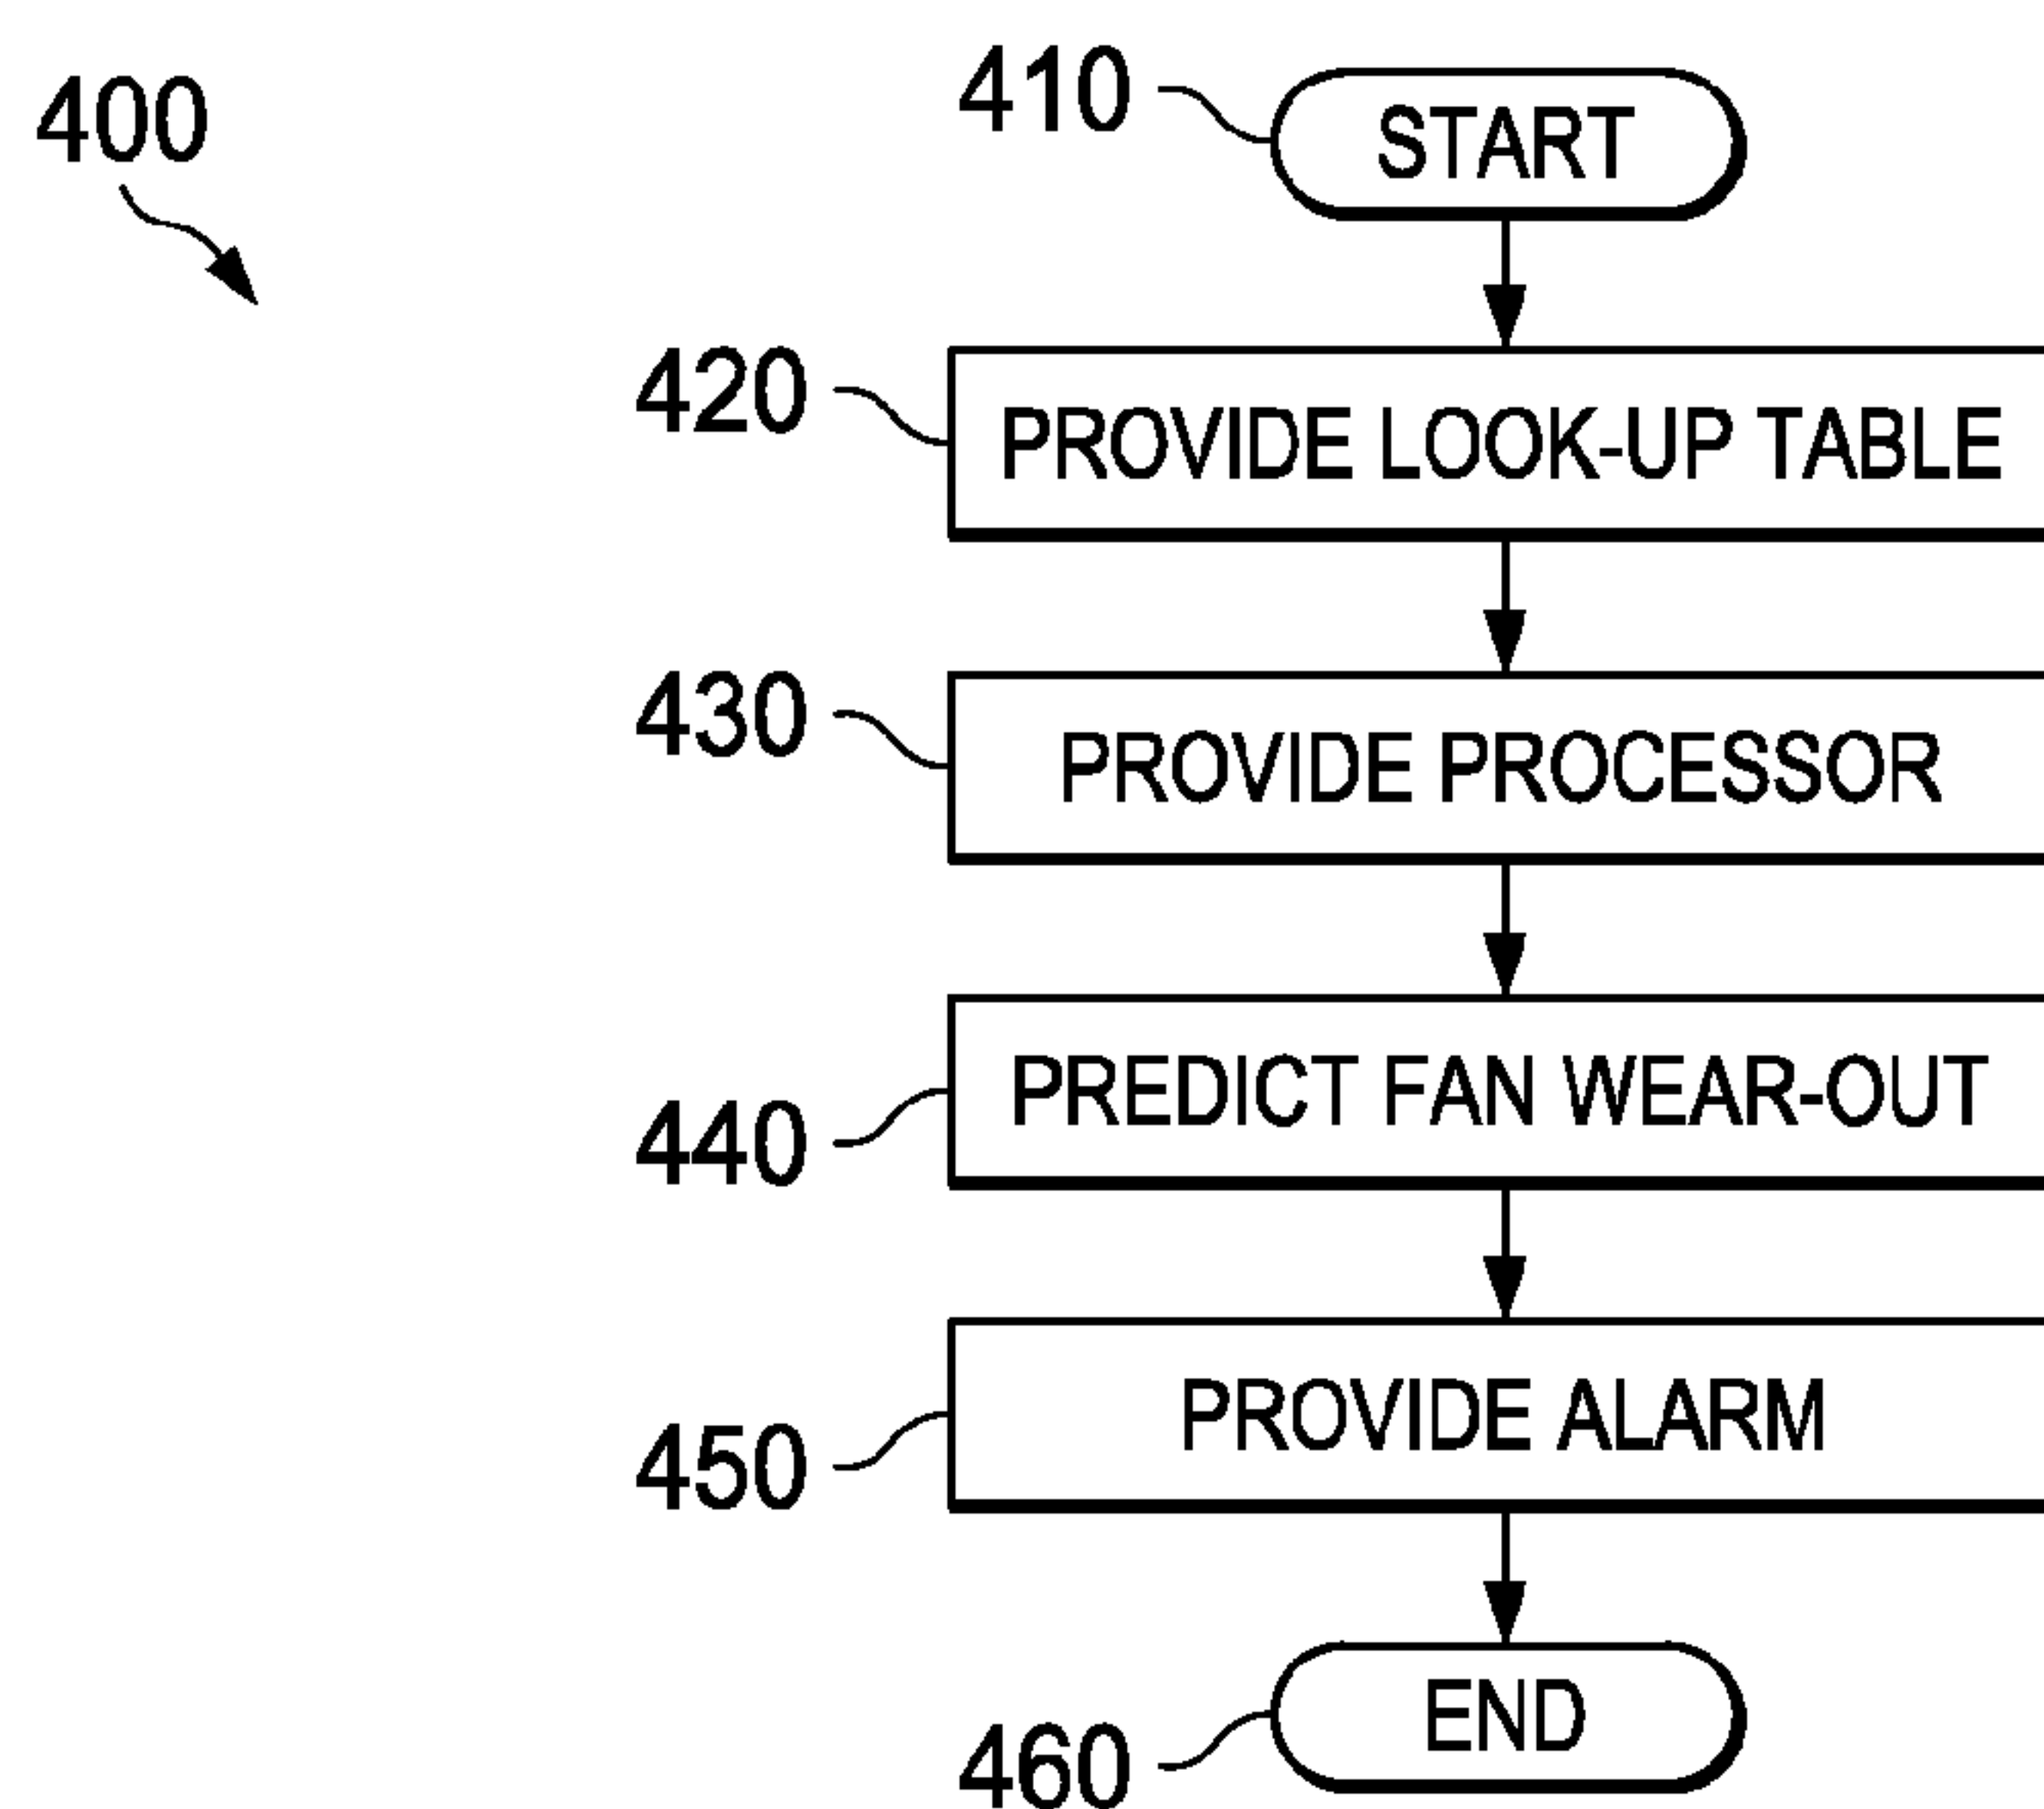 400
410 START
420 PROVIDE LOOK-UP TABLE
430 PROVIDE PROCESSOR
440 PREDICT FAN WEAR-OUT
450 PROVIDE ALARM
460 END